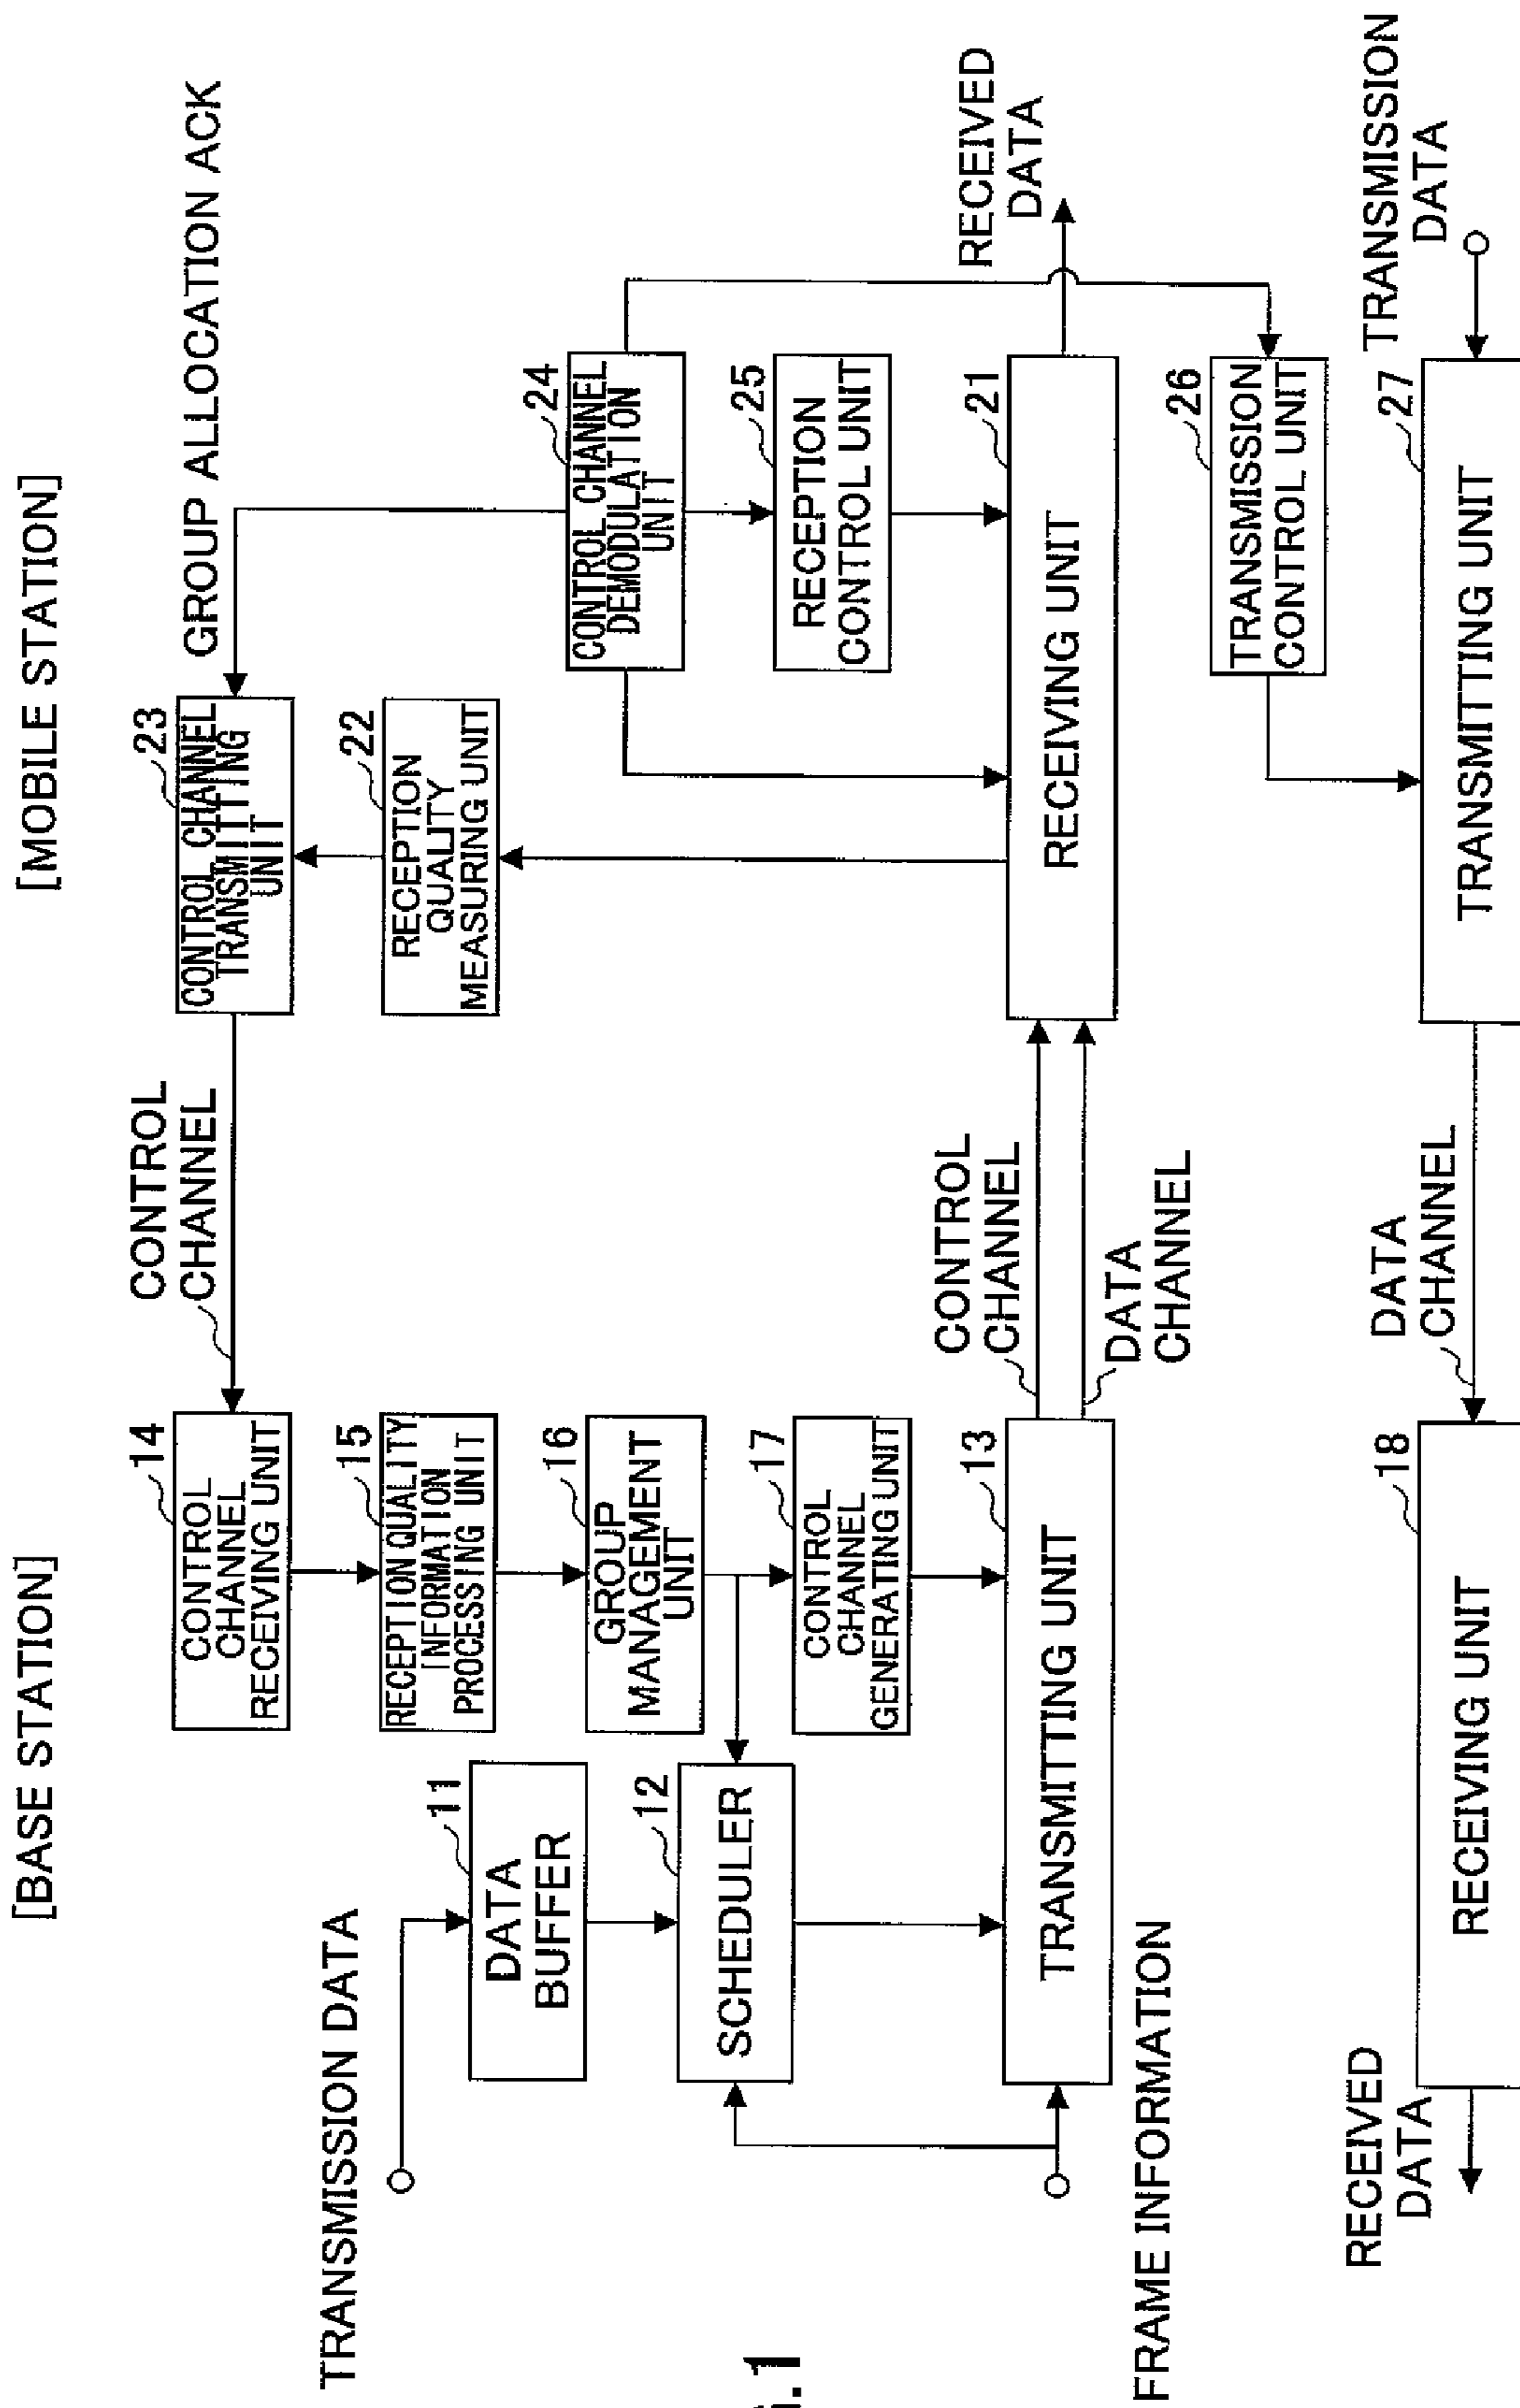 [BASE STATION]
[MOBILE STATION]
TRANSMISSION DATA
11
DATA
BUFFER
12
SCHEDULER
14
CONTROL
CHANNEL
RECEIVING UNIT
15
RECEPTION QUALITY
INFORMATION
PROCESSING UNIT
16
GROUP
MANAGEMENT
UNIT
17
CONTROL
CHANNEL
GENERATING UNIT
13
TRANSMITTING UNIT
FRAME INFORMATION
CONTROL
CHANNEL
CONTROL
CHANNEL
DATA
CHANNEL
23
CONTROL CHANNEL
TRANSMITTING
UNIT
GROUP ALLOCATION ACK
22
RECEPTION
QUALITY
MEASURING UNIT
24
CONTROL CHANNEL
DEMODULATION
UNIT
25
RECEPTION
CONTROL UNIT
21
RECEIVING UNIT
RECEIVED
DATA
26
TRANSMISSION
CONTROL UNIT
TRANSMISSION
DATA
27
TRANSMITTING UNIT
DATA
CHANNEL
18
RECEIVING UNIT
RECEIVED
DATA